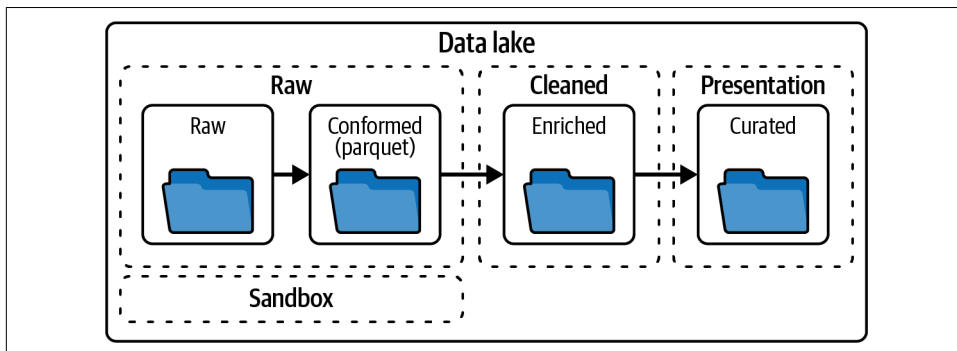 Data lake
Raw
Cleaned
Presentation
Raw
Conformed
(parquet)
Enriched
Curated
Sandbox